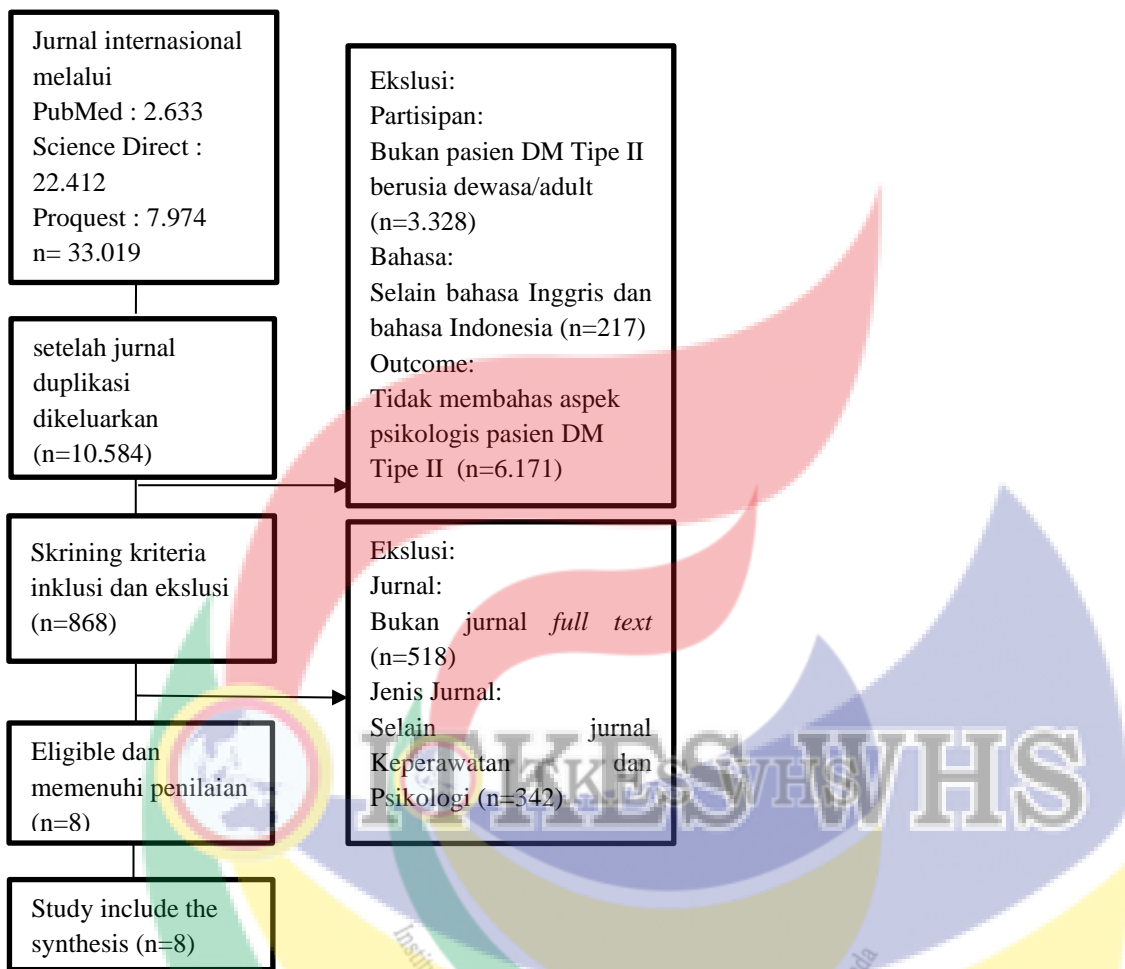 Jurnal internasional
melalui
PubMed : 2.633
Science Direct :
22.412
Proquest : 7.974
n= 33.019
setelah jurnal
duplikasi
dikeluarkan
(n=10.584)
Ekslusi:
Partisipan:
Bukan pasien DM Tipe II
berusia dewasa/adult
(n=3.328)
Bahasa:
Selain bahasa Inggris dan
bahasa Indonesia (n=217)
Outcome:
Tidak membahas aspek
psikologis pasien DM
Tipe II (n=6.171)
Skrining kriteria
inklusi dan ekslusi
(n=868)
Ekslusi:
Jurnal:
Bukan jurnal full text
(n=518)
Jenis Jurnal:
Selain jurnal
Keperawatan dan
Psikologi (n=342)
Eligible dan
memenuhi penilaian
(n=8)
Study include the
synthesis (n=8)
ITKES WHS
ITKES WHS